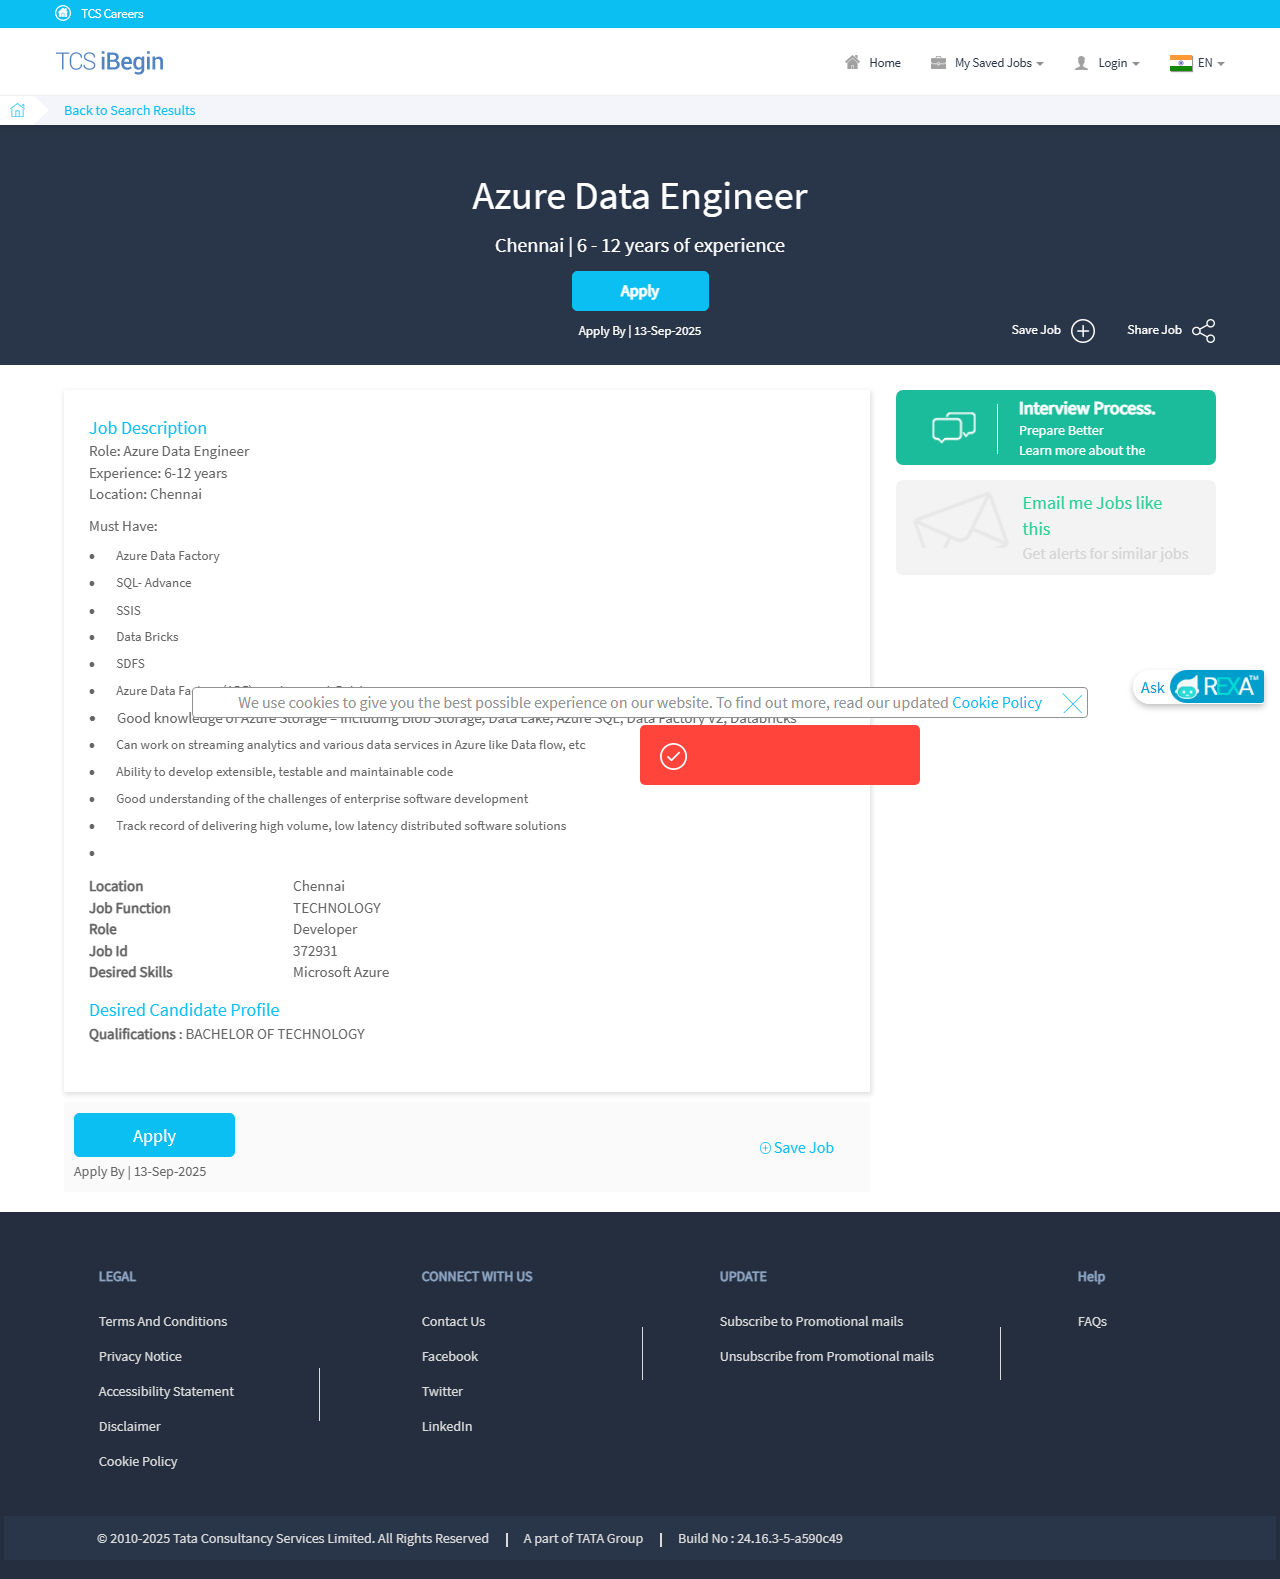 TCS Careers
TCS iBegin
Home
My Saved Jobs
Login
EN
Back to Search Results
Azure Data Engineer
Chennai | 6 - 12 years of experience
Apply
Apply By | 13-Sep-2025
Save Job
Share Job
Job Description
Role: Azure Data Engineer
Experience: 6-12 years
Location: Chennai
Must Have:
• Azure Data Factory
• SQL- Advance
• SSIS
• Data Bricks
• SDFS
• Azure Data
We use cookies to give you the best possible experience on our website. To find out more, read our updated Cookie Policy
• Good knowledge of Azure Storage – including Blob Storage, Data Lake, Azure SQL, Data Factory V2, Databricks
• Can work on streaming analytics and various data services in Azure like Data flow, etc
• Ability to develop extensible, testable and maintainable code
• Good understanding of the challenges of enterprise software development
• Track record of delivering high volume, low latency distributed software solutions
•
Location Chennai
Job Function TECHNOLOGY
Role Developer
Job Id 372931
Desired Skills Microsoft Azure
Desired Candidate Profile
Qualifications : BACHELOR OF TECHNOLOGY
Apply
Apply By | 13-Sep-2025
Save Job
Interview Process.
Prepare Better
Learn more about the
Email me Jobs like
this
Get alerts for similar jobs
Ask REXA™
LEGAL
Terms And Conditions
Privacy Notice
Accessibility Statement
Disclaimer
Cookie Policy
CONNECT WITH US
Contact Us
Facebook
Twitter
LinkedIn
UPDATE
Subscribe to Promotional mails
Unsubscribe from Promotional mails
Help
FAQs
© 2010-2025 Tata Consultancy Services Limited. All Rights Reserved | A part of TATA Group | Build No : 24.16.3-5-a590c49